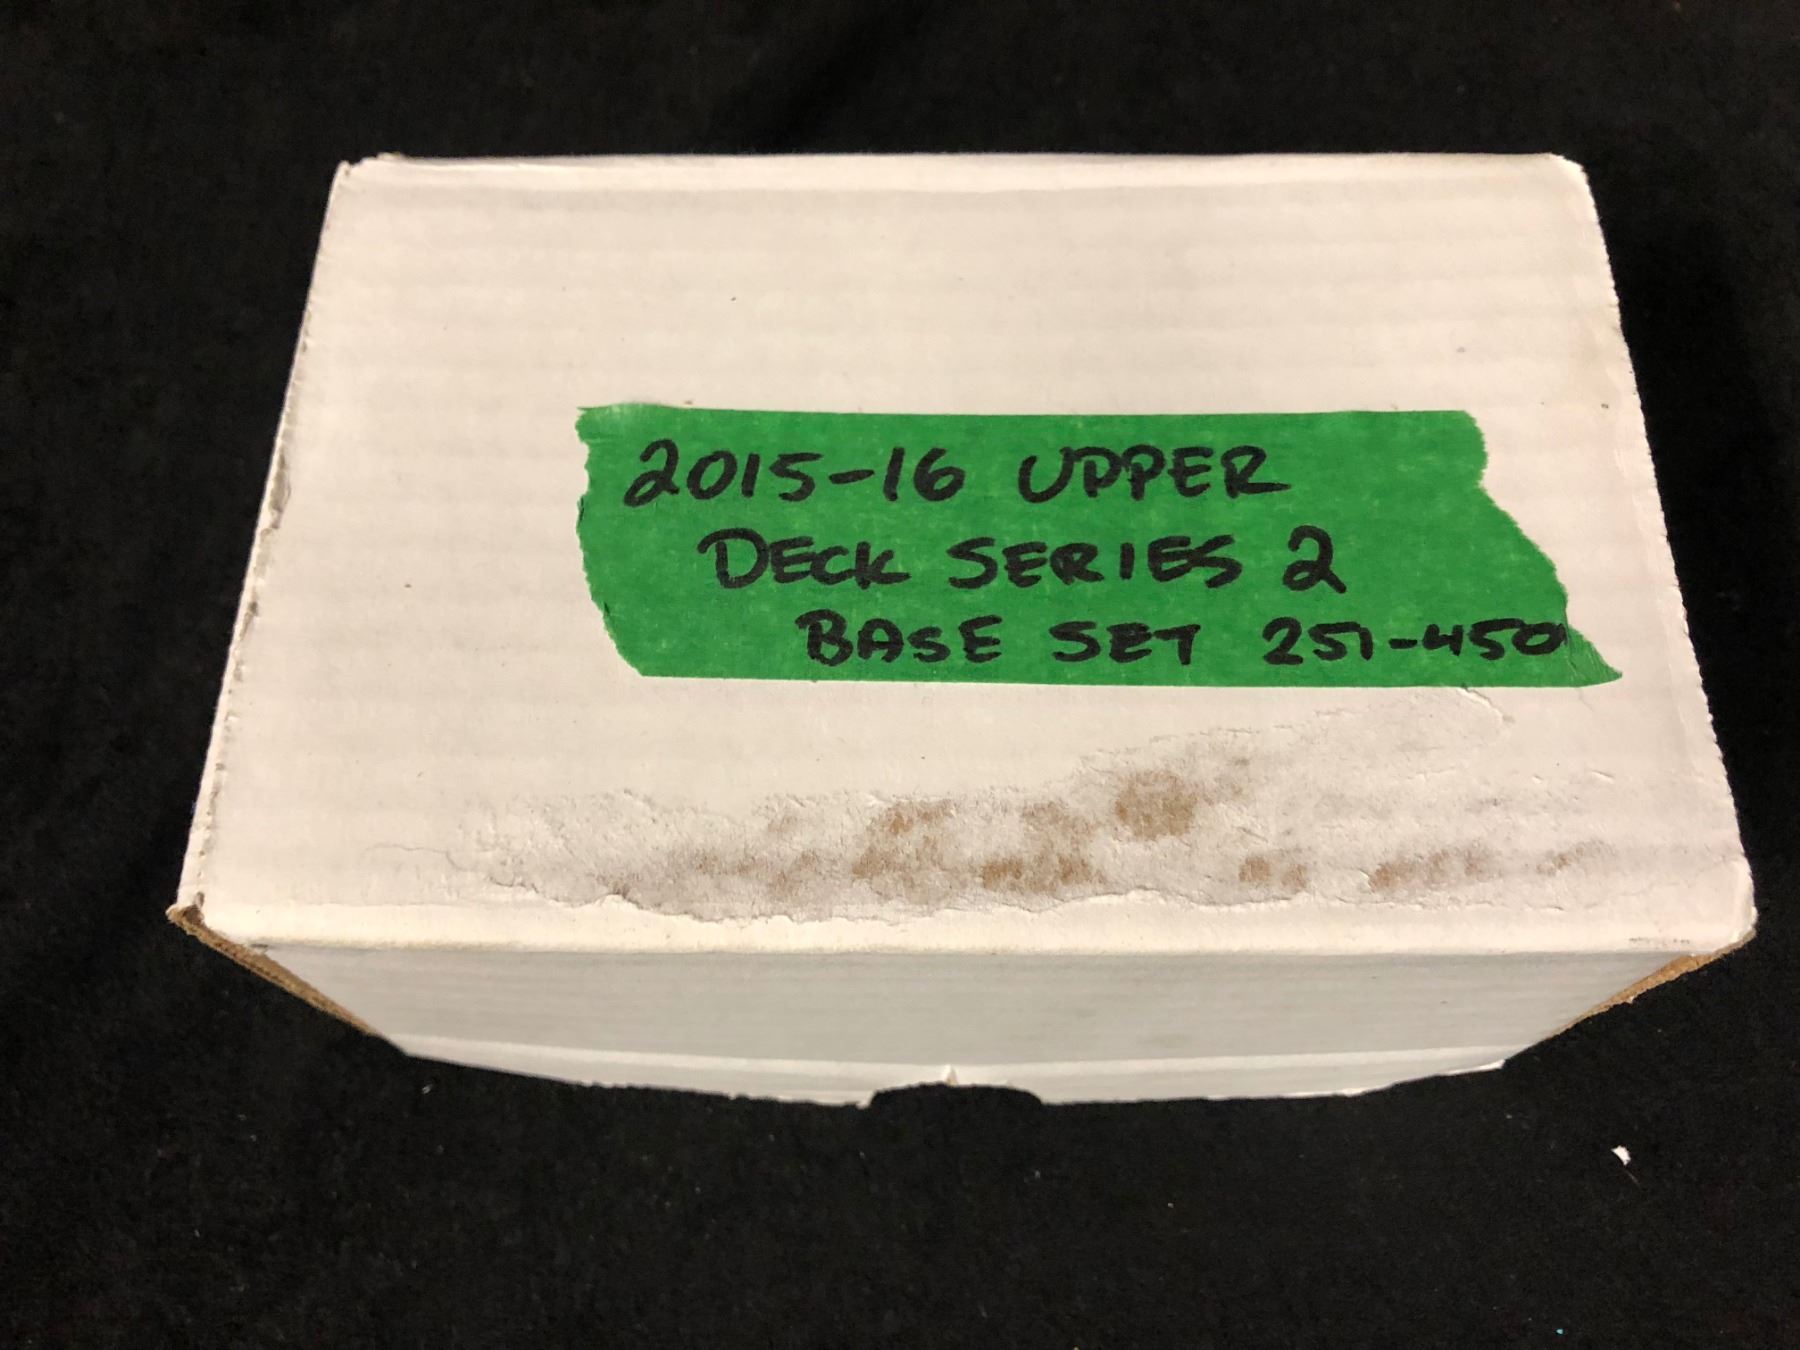 2015-16 UPPER
DECK SERIES 2
BASE SET 251-450